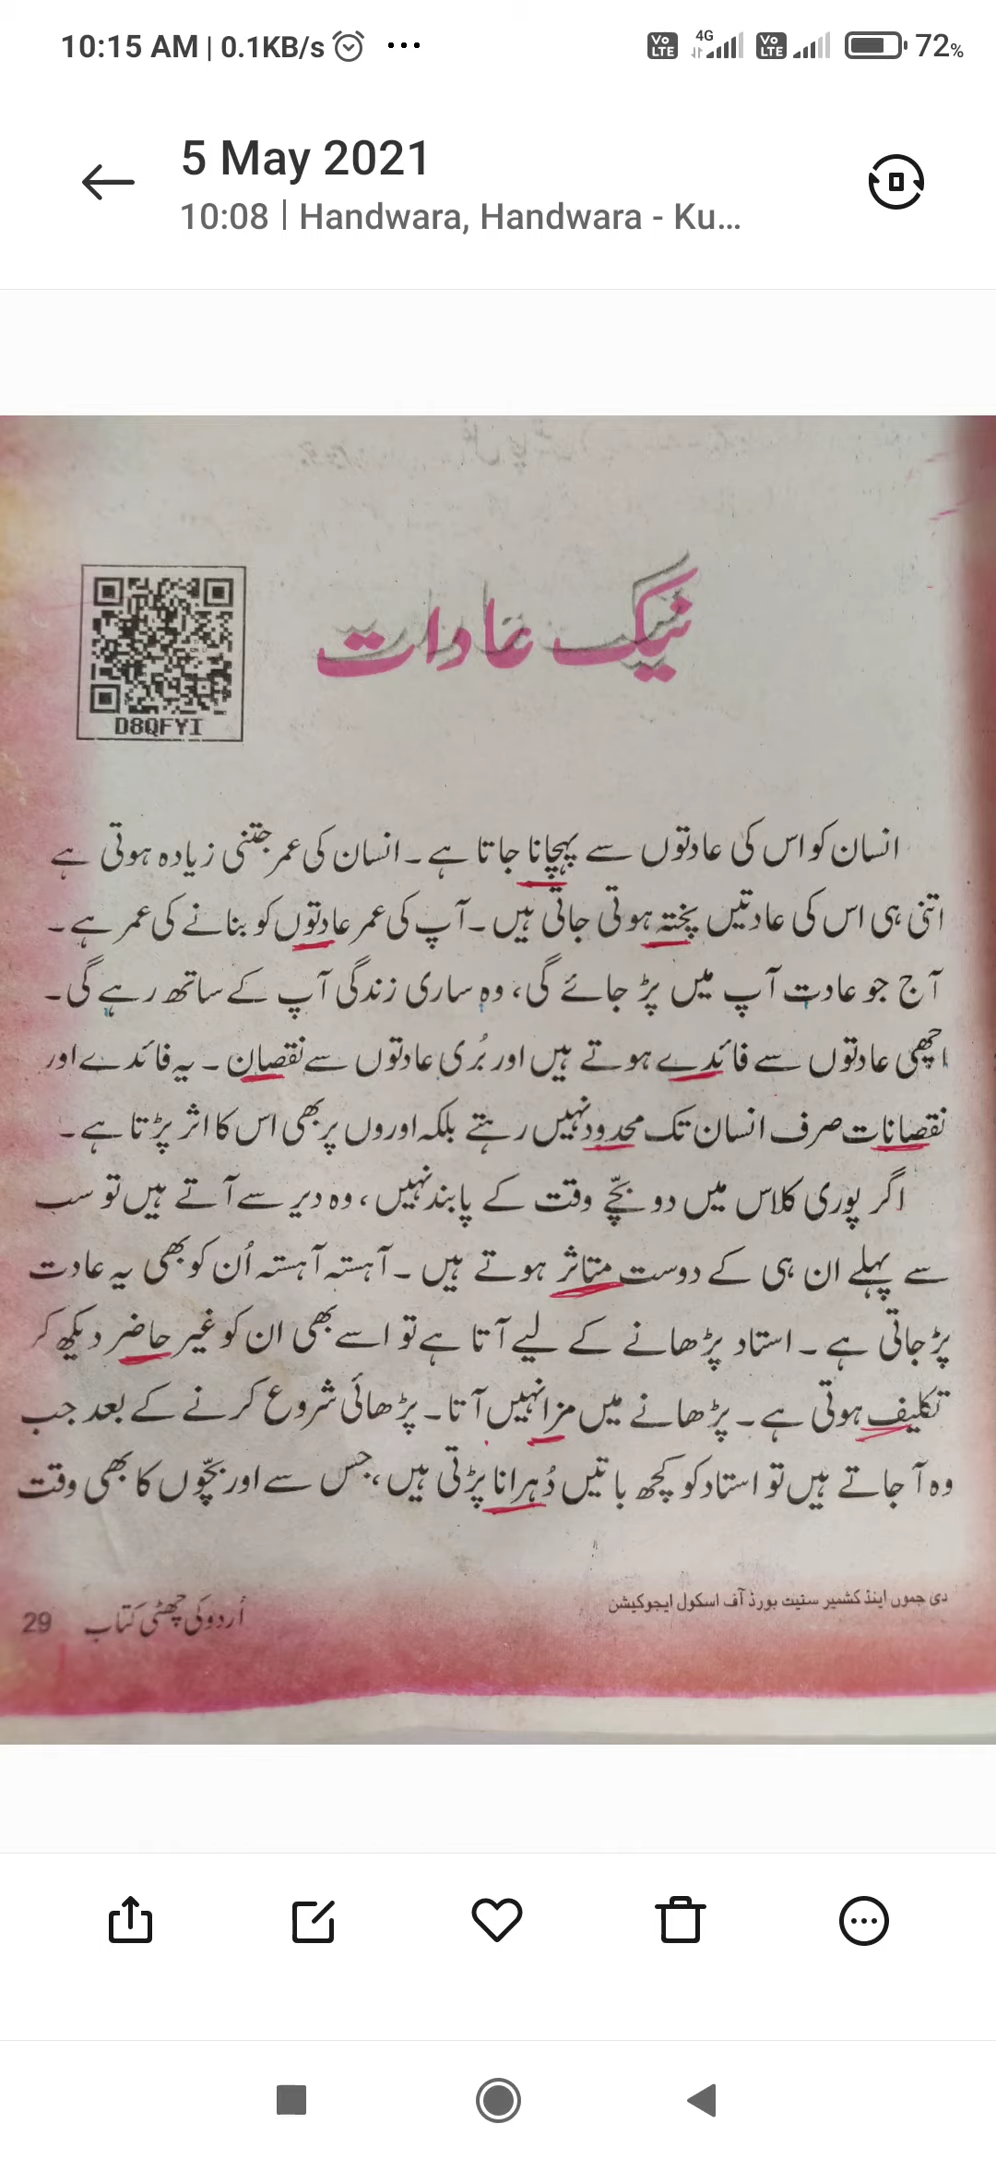 10:15 AM | 0.1KB/s ...
Vo LTE 4G Vo LTE 72%
5 May 2021
10:08 | Handwara, Handwara - Ku...
نیک عادات
D8QFYI
انسان کو اس کی عادتوں سے پہچانا جاتا ہے۔ انسان کی عمر جتنی زیادہ ہوتی ہے
اتنی ہی اس کی عادتیں پختہ ہوتی جاتی ہیں۔ آپ کی عمر عادتوں کو بنانے کی عمر ہے۔
آج جو عادت آپ میں پڑ جائے گی، وہ ساری زندگی آپ کے ساتھ رہے گی۔
اچھی عادتوں سے فائدے ہوتے ہیں اور بُری عادتوں سے نقصان۔ یہ فائدے اور
نقصانات صرف انسان تک محدود نہیں رہتے بلکہ اوروں پر بھی اس کا اثر پڑتا ہے۔
اگر پوری کلاس میں دو بچّے وقت کے پابند نہیں، وہ دیر سے آتے ہیں تو سب
سے پہلے ان ہی کے دوست متاثر ہوتے ہیں۔ آہستہ آہستہ اُن کو بھی یہ عادت
پڑ جاتی ہے۔ استاد پڑھانے کے لیے آتا ہے تو اسے بھی ان کو غیر حاضر دیکھ کر
تکلیف ہوتی ہے۔ پڑھانے میں مزا نہیں آتا۔ پڑھائی شروع کرنے کے بعد جب
وہ آ جاتے ہیں تو استاد کو کچھ باتیں دُہرانا پڑتی ہیں، جس سے اور بچّوں کا بھی وقت
دی جموں اینڈ کشمیر سٹیٹ بورڈ آف اسکول ایجوکیشن
اُردو کی چھٹی کتاب 29